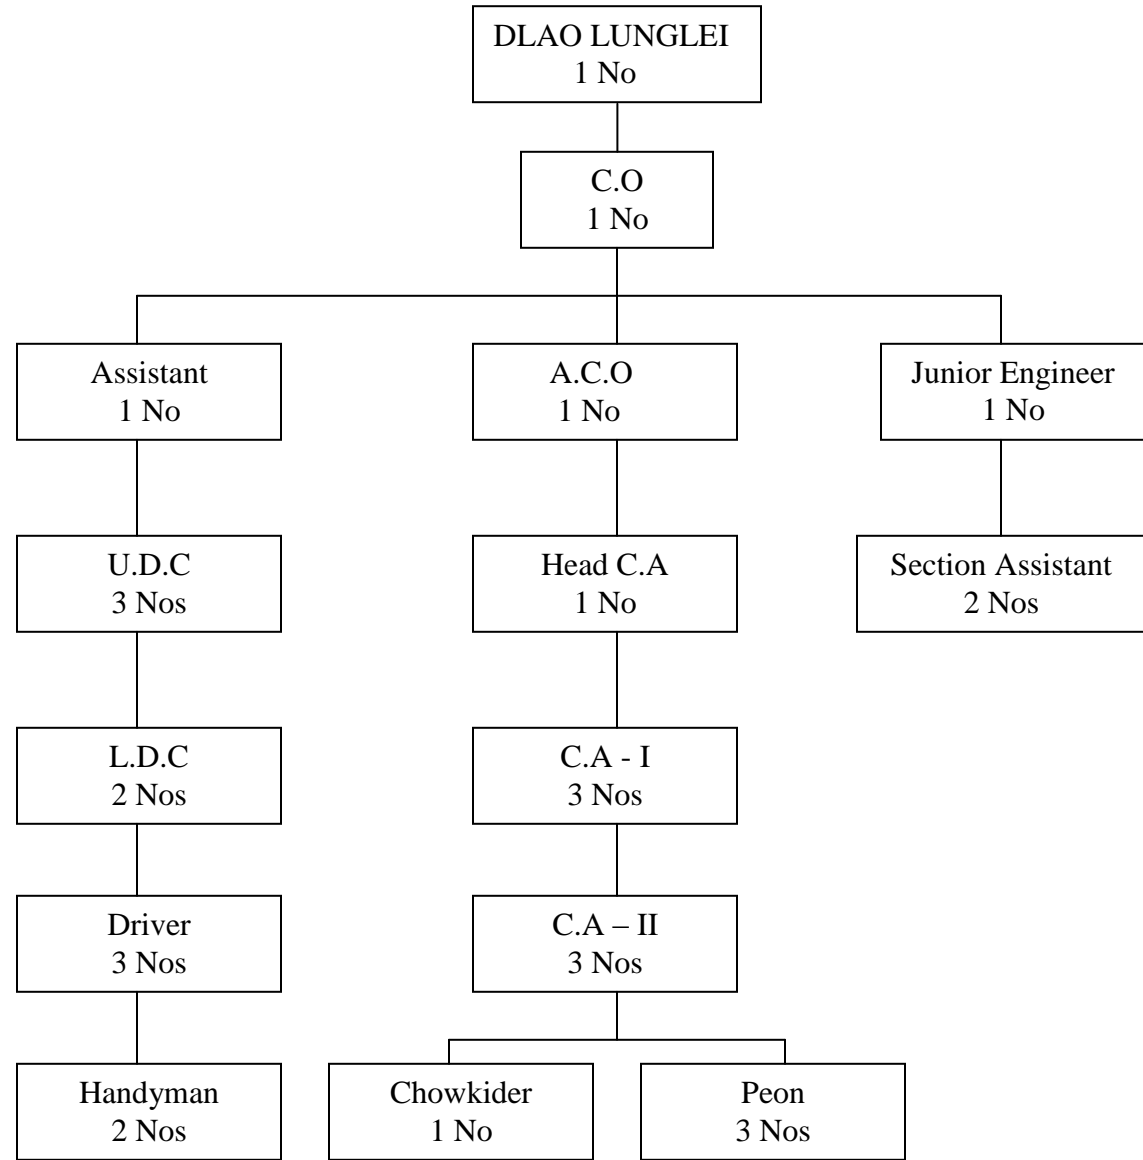 DLAO LUNGLEI
1 No
C.O
1 No
Assistant
1 No
A.C.O
1 No
Junior Engineer
1 No
U.D.C
3 Nos
Head C.A
1 No
Section Assistant
2 Nos
L.D.C
2 Nos
C.A - I
3 Nos
Driver
3 Nos
C.A – II
3 Nos
Handyman
2 Nos
Chowkider
1 No
Peon
3 Nos